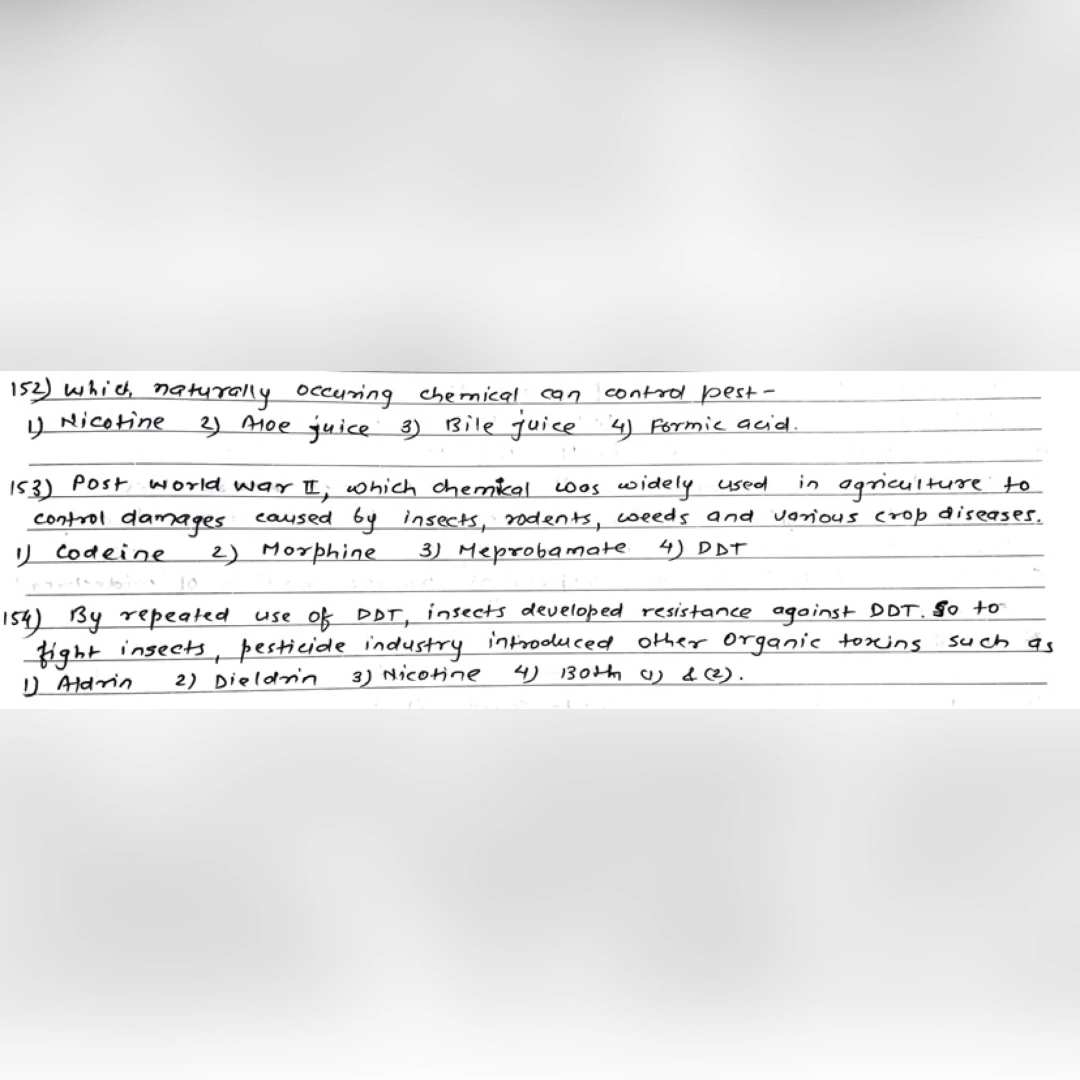 152) which naturally occuring chemical can control pest-
1) Nicotine 2) Aloe juice 3) Bile juice 4) Formic acid.
153) Post world war II, which chemical was widely used in agriculture to
control damages caused by insects, rodents, weeds and various crop diseases.
1) Codeine 2) Morphine 3) Meprobamate 4) DDT
154) By repeated use of DDT, insects developed resistance against DDT. So to
fight insects, pesticide industry introduced other organic toxins such as
1) Aldrin 2) Dieldrin 3) Nicotine 4) Both (1) & (2).